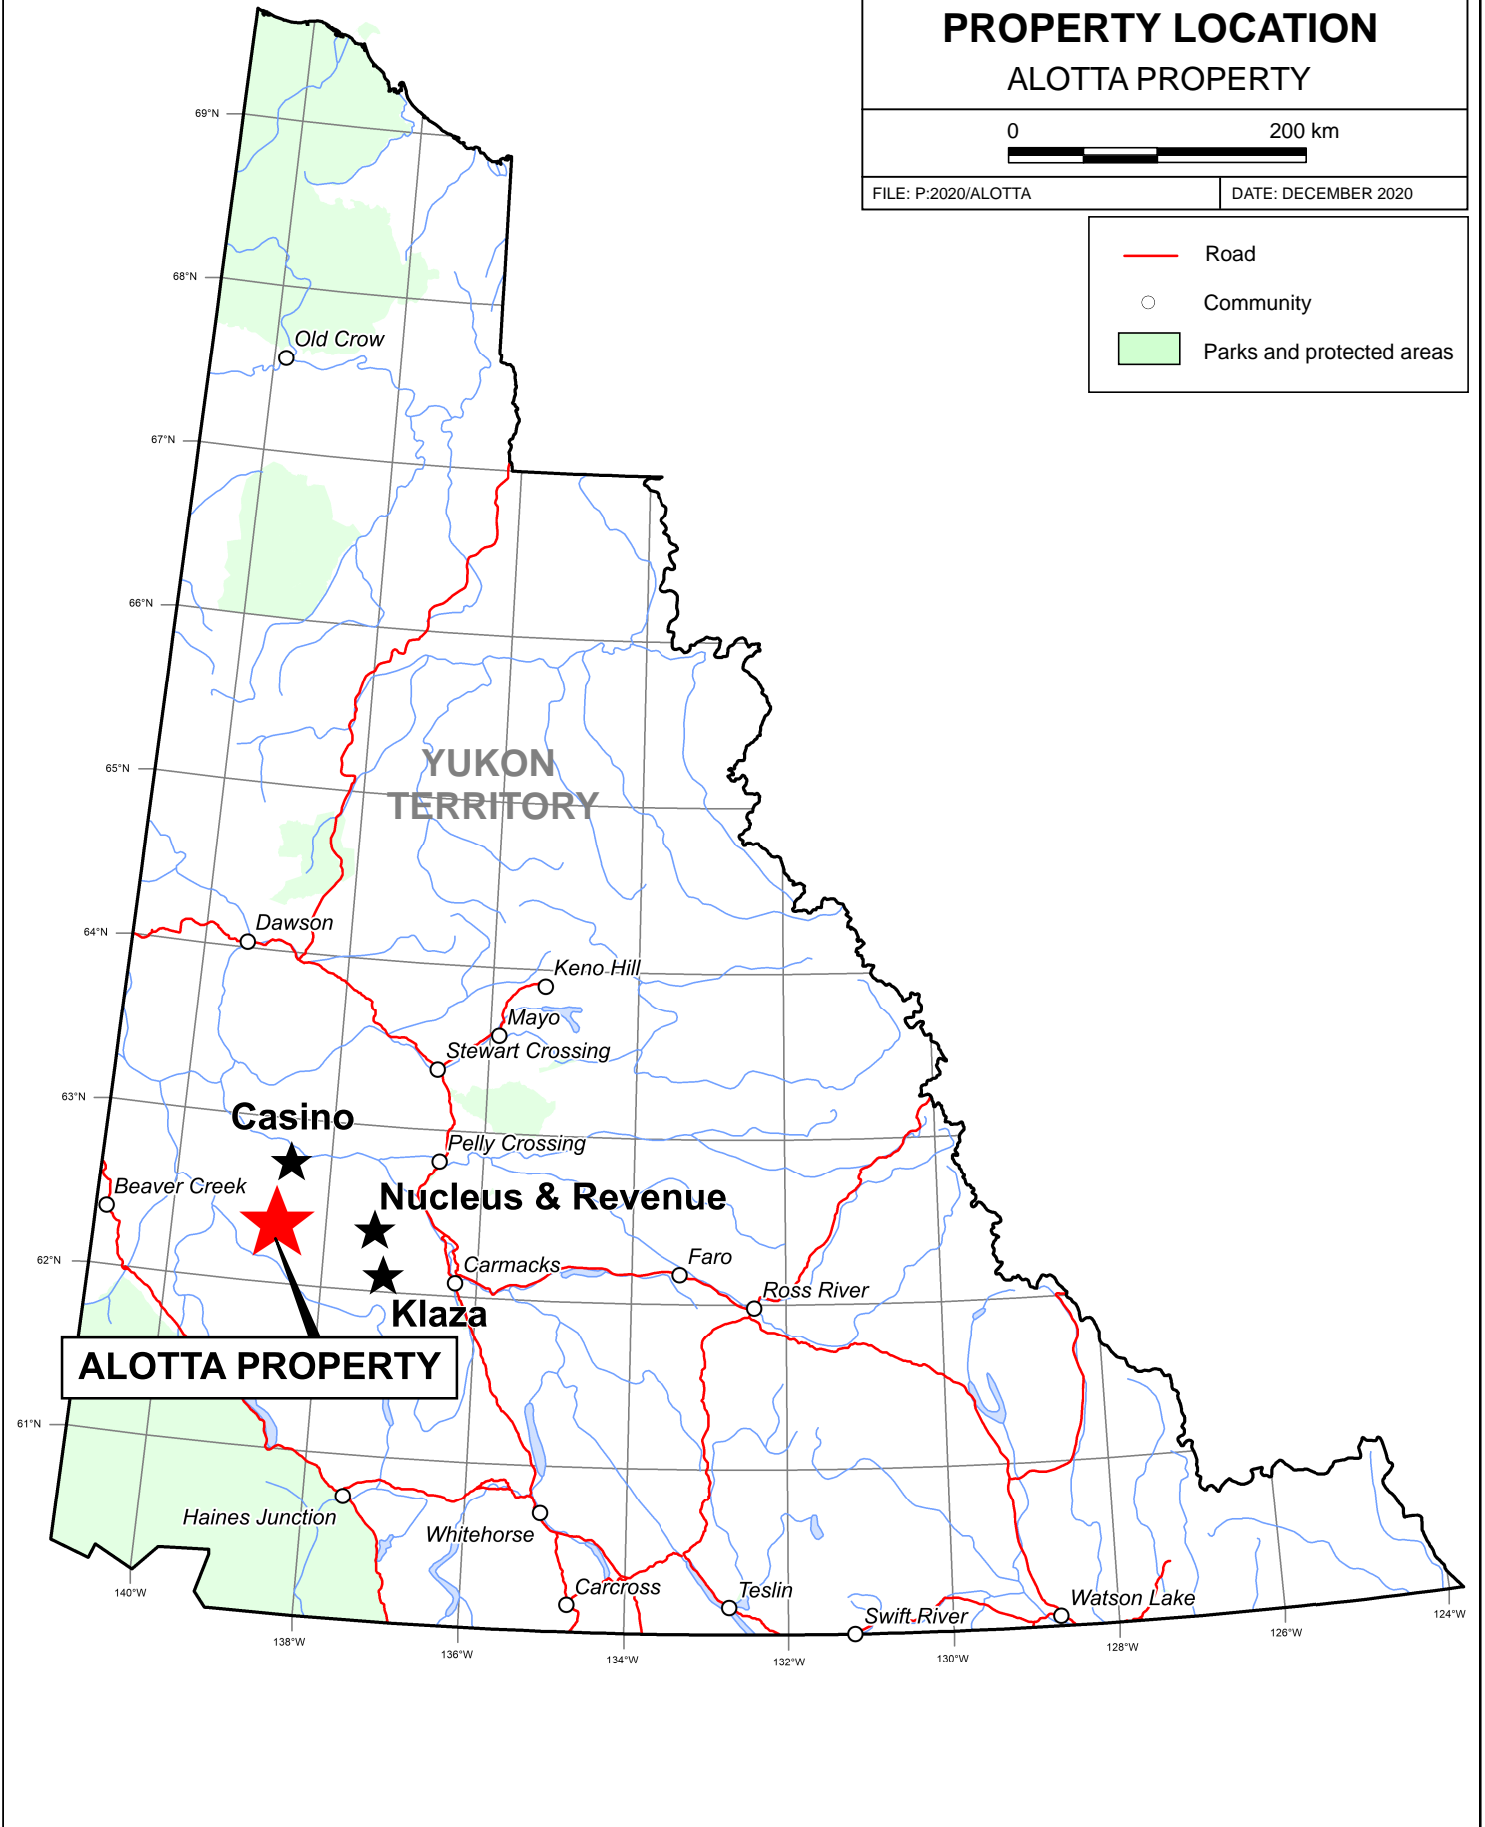 PROPERTY LOCATION
ALOTTA PROPERTY
0 200 km
FILE: P:2020/ALOTTA DATE: DECEMBER 2020
Road
Community
Parks and protected areas
69°N
68°N
Old Crow
67°N
66°N
65°N
YUKON
TERRITORY
Dawson
64°N
Keno Hill
Mayo
Stewart Crossing
63°N
Casino
Pelly Crossing
Beaver Creek
Nucleus & Revenue
62°N
Carmacks
Faro
Ross River
Klaza
ALOTTA PROPERTY
61°N
Haines Junction
Whitehorse
Carcross
Teslin
Swift River
Watson Lake
140°W
138°W
136°W
134°W
132°W
130°W
128°W
126°W
124°W